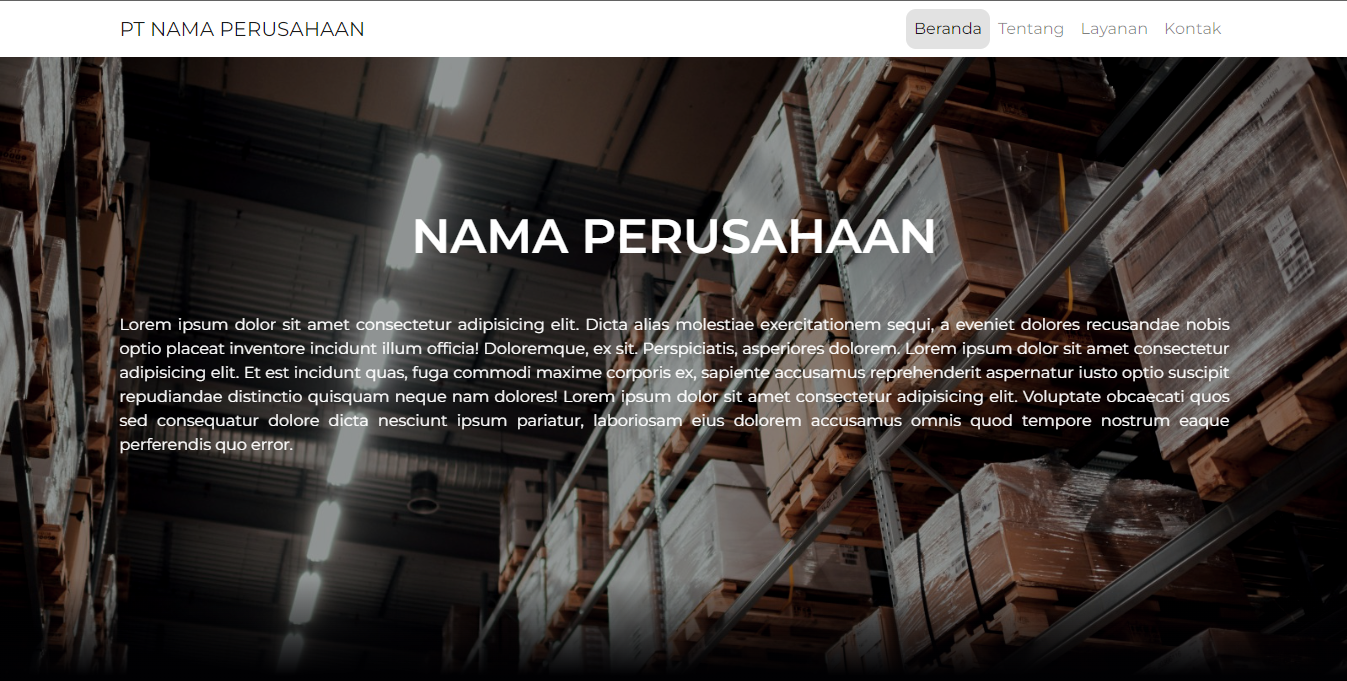 PT NAMA PERUSAHAAN
Beranda Tentang Layanan Kontak
NAMA PERUSAHAAN
Lorem ipsum dolor sit amet consectetur adipisicing elit. Dicta alias molestiae exercitationem sequi, a eveniet dolores recusandae nobis
optio placeat inventore incidunt illum officia! Doloremque, ex sit. Perspiciatis, asperiores dolorem. Lorem ipsum dolor sit amet consectetur
adipisicing elit. Et est incidunt quas, fuga commodi maxime corporis ex, sapiente accusamus reprehenderit aspernatur iusto optio suscipit
repudiandae distinctio quisquam neque nam dolores! Lorem ipsum dolor sit amet consectetur adipisicing elit. Voluptate obcaecati quos
sed consequatur dolore dicta nesciunt ipsum pariatur, laboriosam eius dolorem accusamus omnis quod tempore nostrum eaque
perferendis quo error.